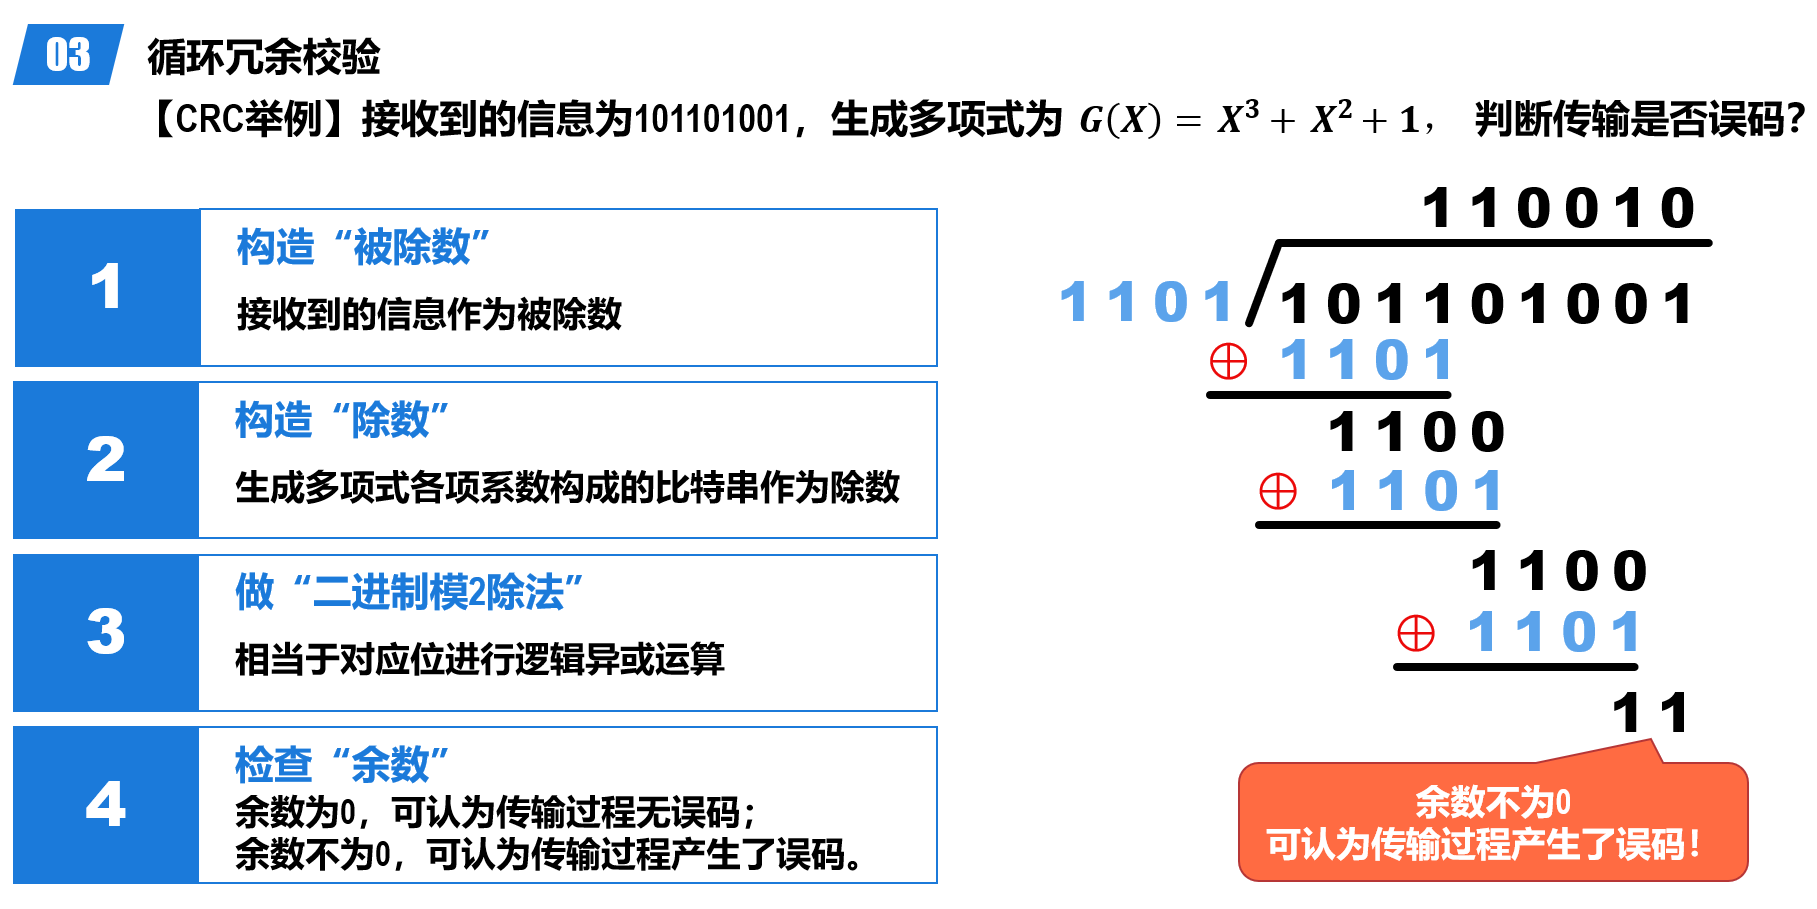 03 循环冗余校验
【CRC举例】接收到的信息为101101001，生成多项式为 G(X) = X³ + X² + 1， 判断传输是否误码?
1
构造“被除数”
接收到的信息作为被除数
2
构造“除数”
生成多项式各项系数构成的比特串作为除数
3
做“二进制模2除法”
相当于对应位进行逻辑异或运算
4
检查“余数”
余数为0，可认为传输过程无误码；
余数不为0，可认为传输过程产生了误码。
110010
1101 101101001
⊕ 1101
1100
⊕ 1101
1100
⊕ 1101
11
余数不为0
可认为传输过程产生了误码！